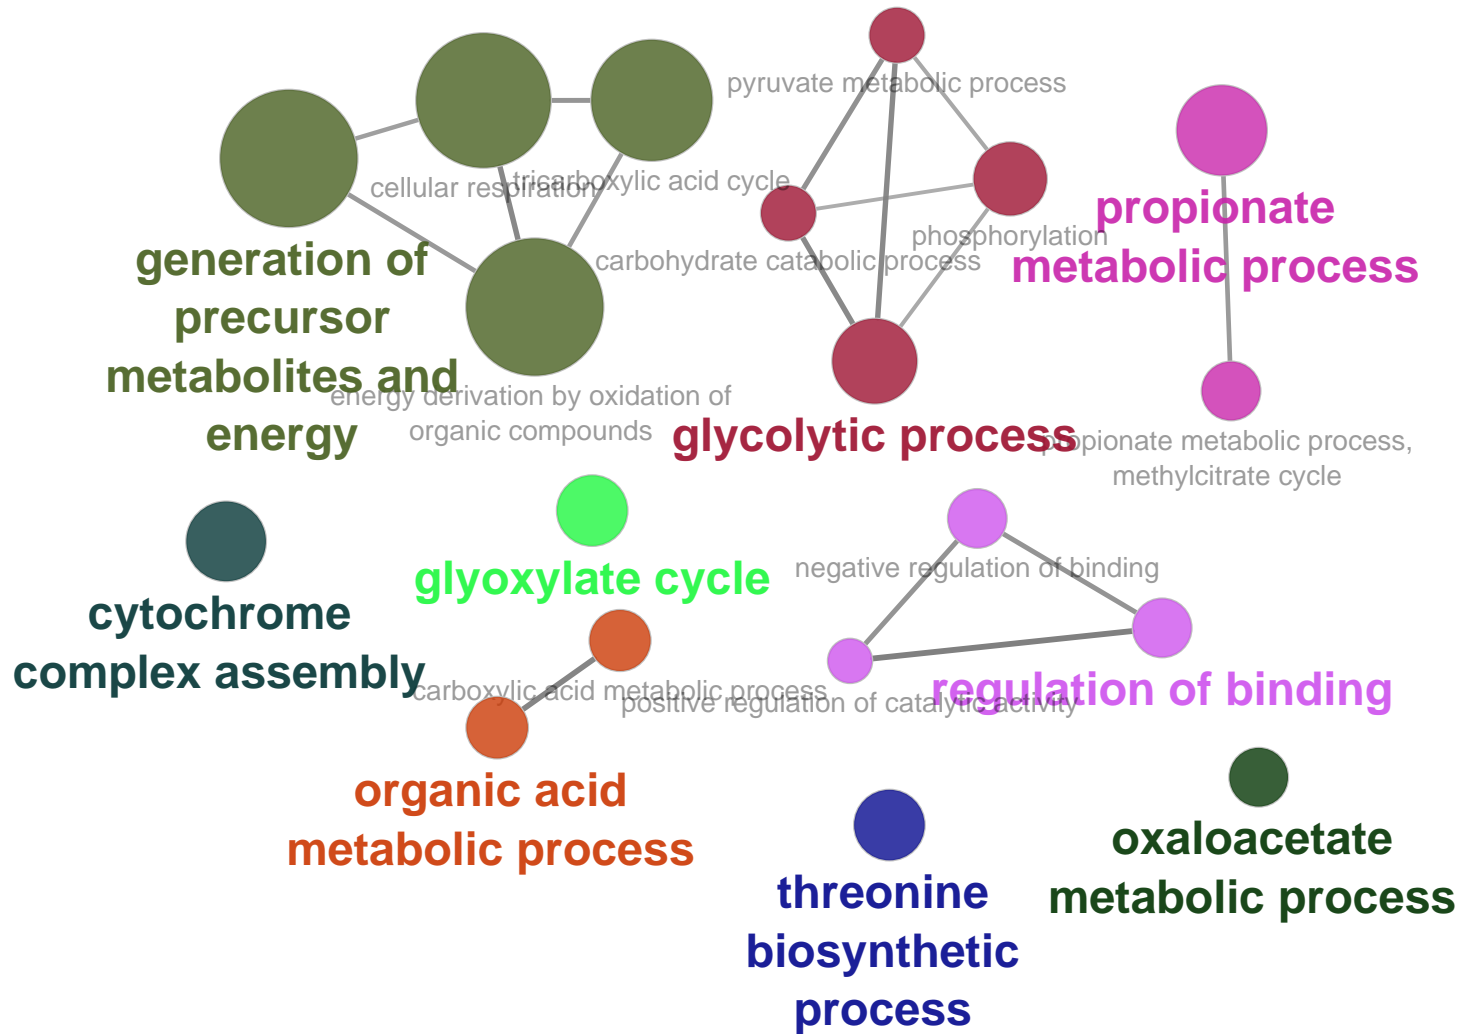 pyruvate metabolic process
cellular respiration
tricarboxylic acid cycle
propionate
metabolic process
phosphorylation
carbohydrate catabolic process
generation of
precursor
metabolites and
energy
energy derivation by oxidation of
organic compounds
glycolytic process
propionate metabolic process,
methylcitrate cycle
glyoxylate cycle
negative regulation of binding
cytochrome
complex assembly
carboxylic acid metabolic process
positive regulation of catalytic activity
regulation of binding
organic acid
metabolic process
threonine
biosynthetic
process
oxaloacetate
metabolic process